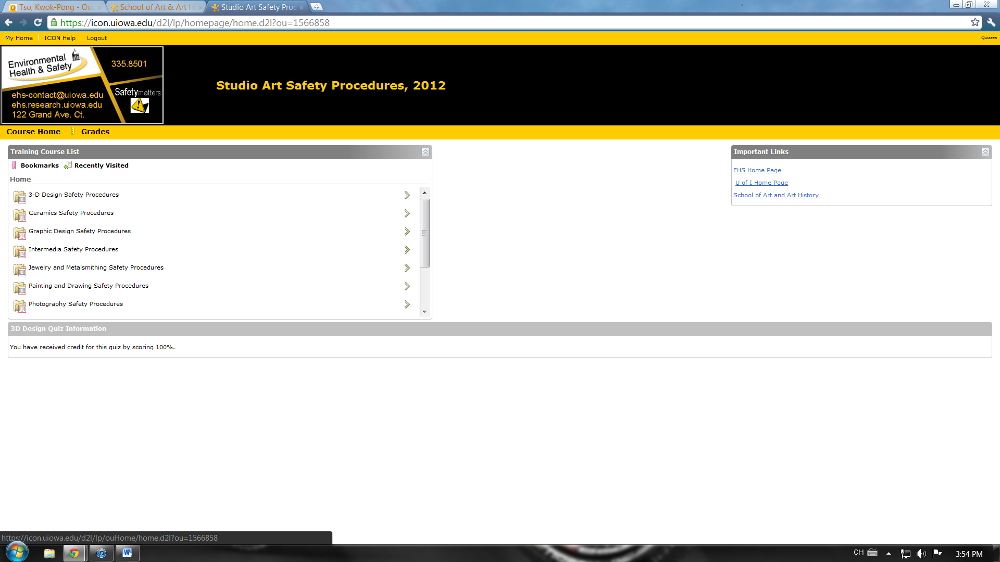 Tso, Kwok-Pong - Out
School of Art & Art Hi
Studio Art Safety Proc
https://icon.uiowa.edu/d2l/lp/homepage/home.d2l?ou=1566858
My Home
ICON Help
Logout
Quizzes
Environmental
Health & Safety
335.8501
Safetymatters
ehs-contact@uiowa.edu
ehs.research.uiowa.edu
122 Grand Ave. Ct.
Studio Art Safety Procedures, 2012
Course Home
Grades
Training Course List
Bookmarks
Recently Visited
Home
3-D Design Safety Procedures
Ceramics Safety Procedures
Graphic Design Safety Procedures
Intermedia Safety Procedures
Jewelry and Metalsmithing Safety Procedures
Painting and Drawing Safety Procedures
Photography Safety Procedures
Important Links
EHS Home Page
U of I Home Page
School of Art and Art History
3D Design Quiz Information
You have received credit for this quiz by scoring 100%.
https://icon.uiowa.edu/d2l/lp/ouHome/home.d2l?ou=1566858
CH
3:54 PM